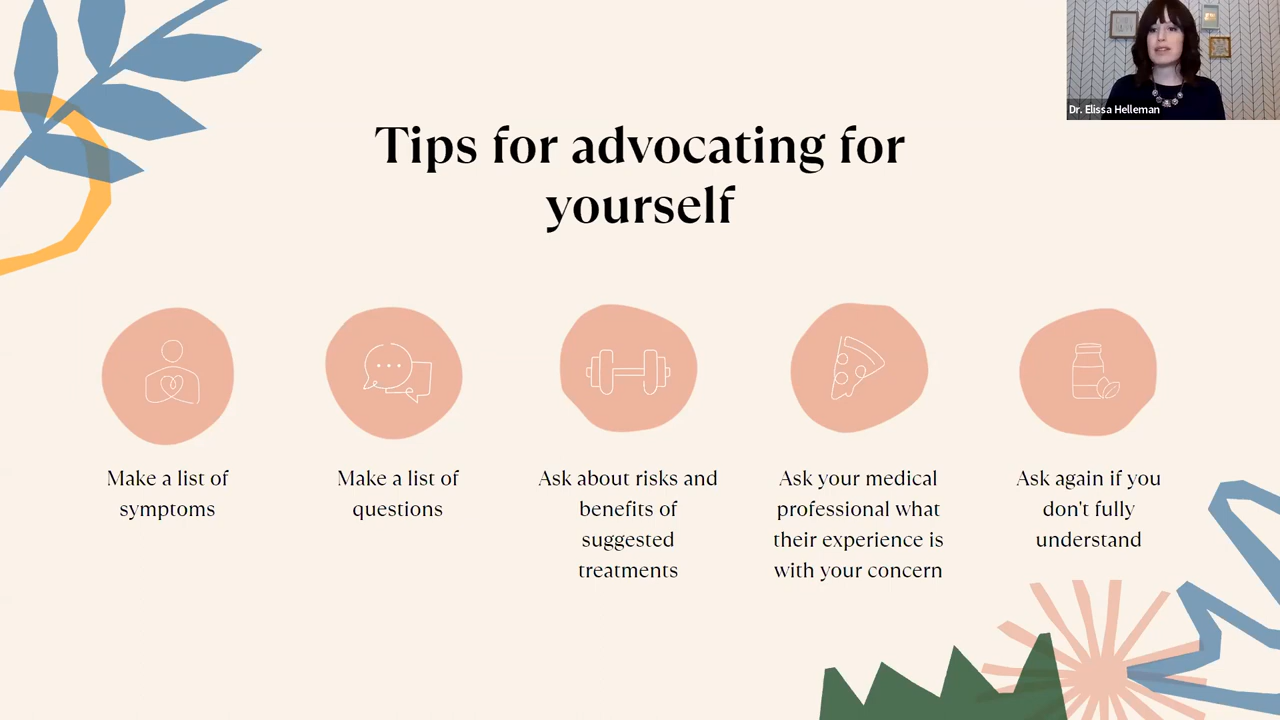 Dr. Elissa Helleman
Tips for advocating for
yourself
Make a list of
symptoms
Make a list of
questions
Ask about risks and
benefits of
suggested
treatments
Ask your medical
professional what
their experience is
with your concern
Ask again if you
don't fully
understand